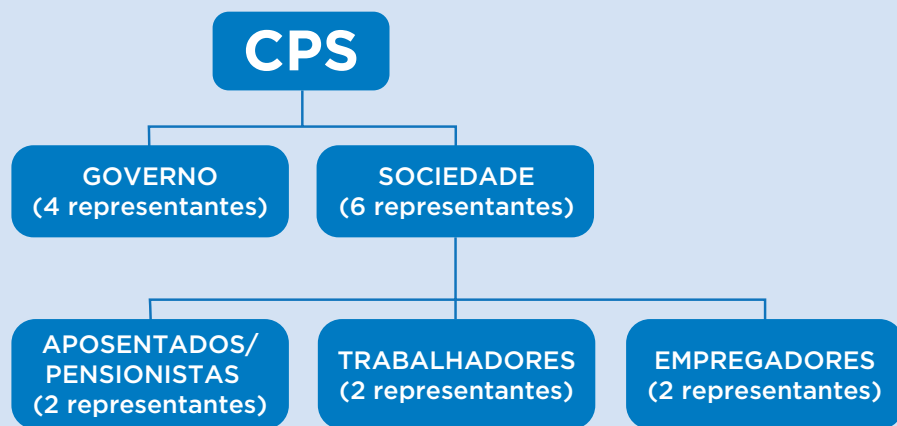 CPS
GOVERNO
(4 representantes)
SOCIEDADE
(6 representantes)
APOSENTADOS/
PENSIONISTAS
(2 representantes)
TRABALHADORES
(2 representantes)
EMPREGADORES
(2 representantes)